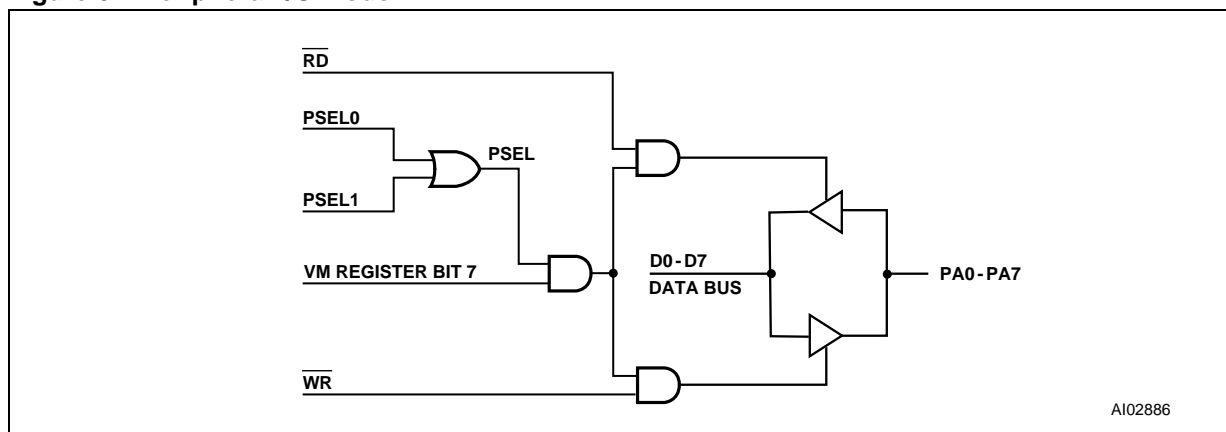 RD
PSEL0
PSEL
PSEL1
VM REGISTER BIT 7
D0-D7
DATA BUS
PA0-PA7
WR
AI02886